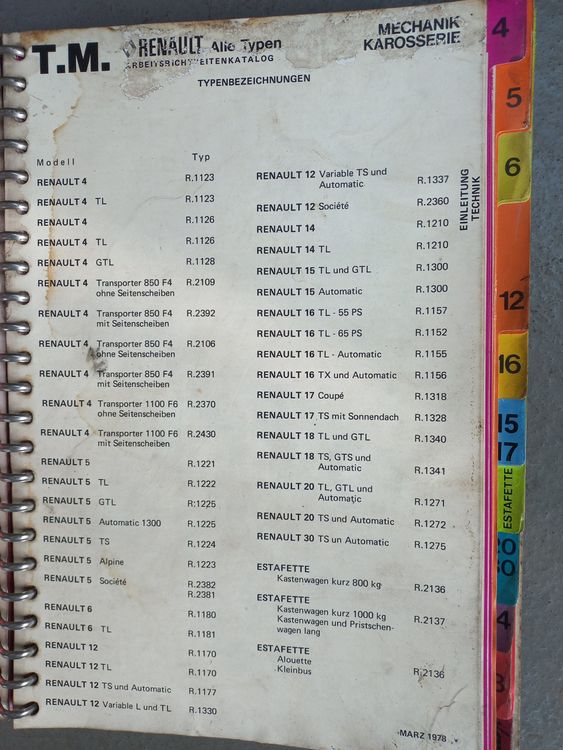 T.M. RENAULT Alle Typen
MECHANIK
KAROSSERIE
TYPENBEZEICHNUNGEN
Modell Typ
RENAULT 4 R.1123
RENAULT 4 TL R.1123
RENAULT 4 R.1126
RENAULT 4 TL R.1126
RENAULT 4 GTL R.1128
RENAULT 4 Transporter 850 F4 R.2109
ohne Seitenscheiben
RENAULT 4 Transporter 850 F4 R.2392
mit Seitenscheiben
RENAULT 4 Transporter 850 F4 R.2106
ohne Seitenscheiben
RENAULT 4 Transporter 850 F4 R.2391
mit Seitenscheiben
RENAULT 4 Transporter 1100 F6 R.2370
ohne Seitenscheiben
RENAULT 4 Transporter 1100 F6 R.2430
mit Seitenscheiben
RENAULT 5 R.1221
RENAULT 5 TL R.1222
RENAULT 5 GTL R:1225
RENAULT 5 Automatic 1300 R.1225
RENAULT 5 TS R.1224
RENAULT 5 Alpine R.1223
RENAULT 5 Société R.2382
R.2381
RENAULT 6 R.1180
RENAULT 6 TL R.1181
RENAULT 12 R.1170
RENAULT 12 TL R.1170
RENAULT 12 TS und Automatic R.1177
RENAULT 12 Variable L und TL R.1330
RENAULT 12 Variable TS und
Automatic R.1337
RENAULT 12 Société R.2360
RENAULT 14 R.1210
RENAULT 14 TL R.1210
RENAULT 15 TL und GTL R.1300
RENAULT 15 Automatic R.1300
RENAULT 16 TL - 55 PS R.1157
RENAULT 16 TL - 65 PS R.1152
RENAULT 16 TL - Automatic R.1155
RENAULT 16 TX und Automatic R.1156
RENAULT 17 Coupé R.1318
RENAULT 17 TS mit Sonnendach R.1328
RENAULT 18 TL und GTL R.1340
RENAULT 18 TS, GTS und
Automatic R.1341
RENAULT 20 TL, GTL und
Automatic R.1271
RENAULT 20 TS und Automatic R.1272
RENAULT 30 TS un Automatic R.1275
ESTAFETTE
Kastenwagen kurz 800 kg R.2136
ESTAFETTE
Kastenwagen kurz 1000 kg R.2137
Kastenwagen und Pritschen-
wagen lang
ESTAFETTE
Alouette
Kleinbus R.2136
MARZ 1978
EINLEITUNG
TECHNIK
4
5
6
12
16
15
17
ESTAFETTE
20
30
4